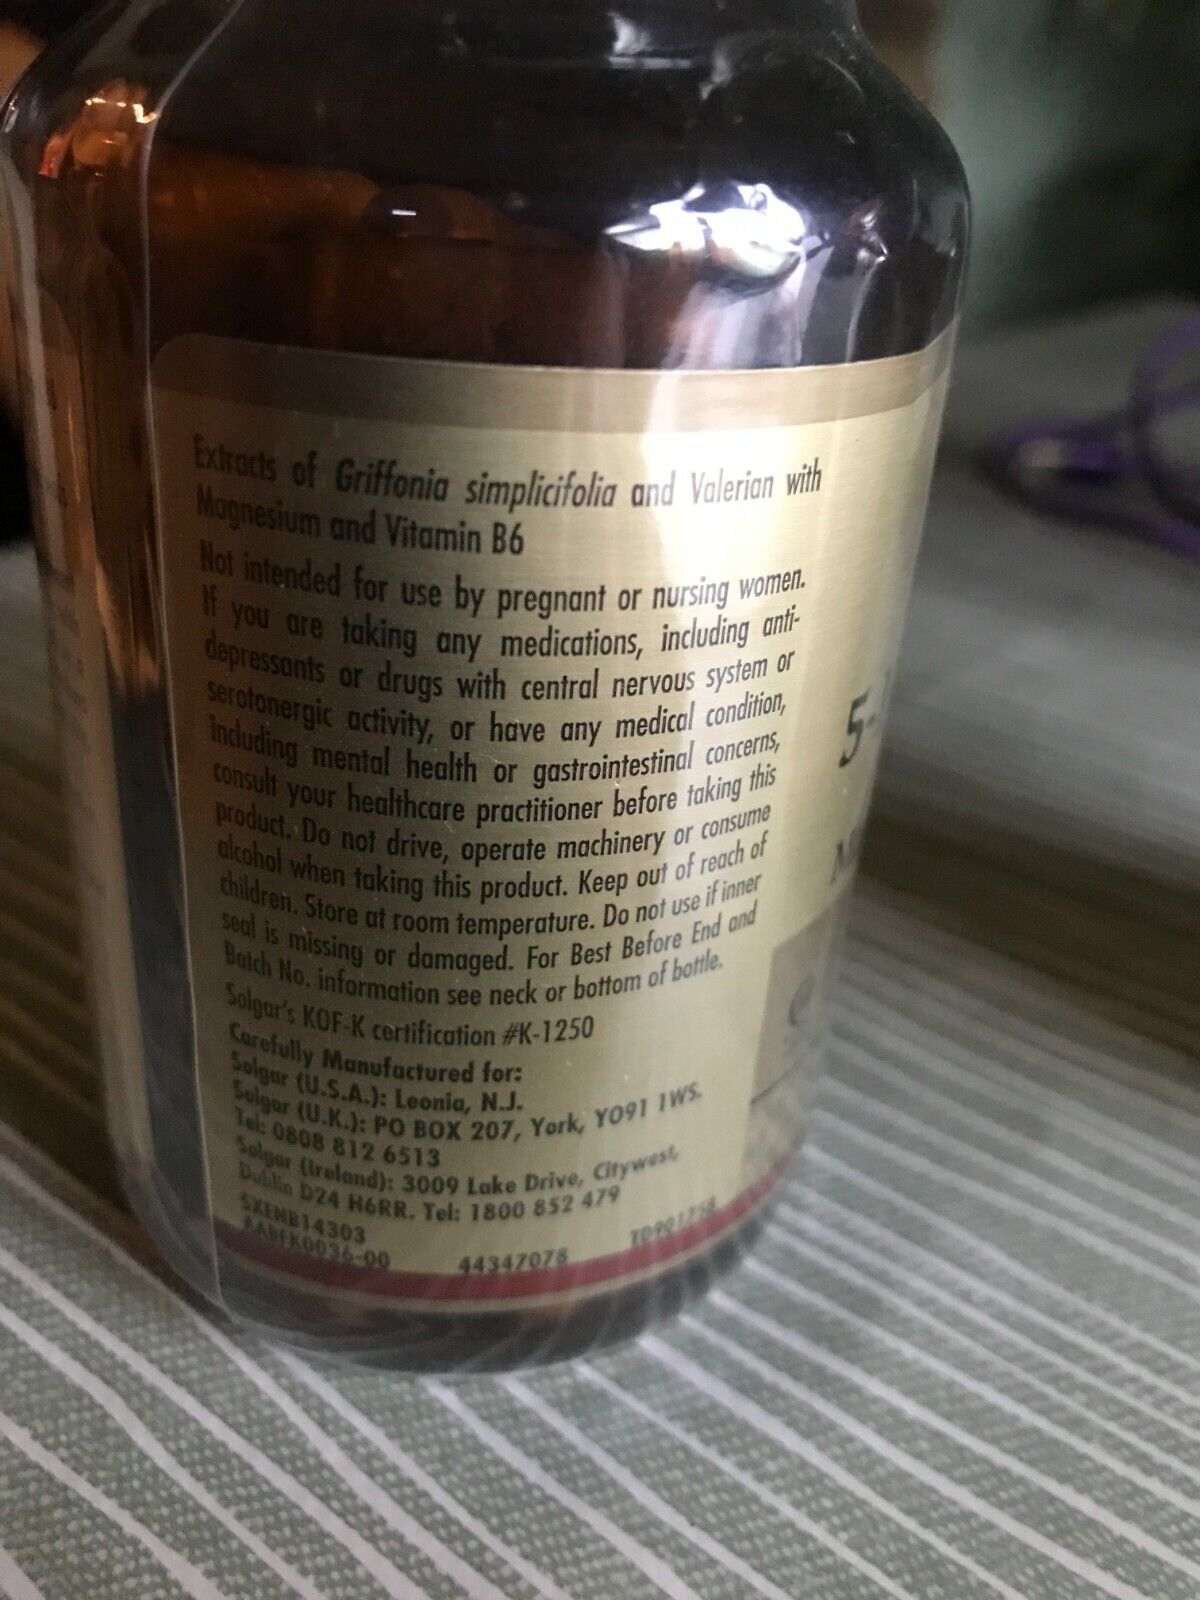 Extracts of Griffonia simplicifolia and Valerian with
Magnesium and Vitamin B6
Not intended for use by pregnant or nursing women.
If you are taking any medications, including anti-
depressants or drugs with central nervous system or
serotonergic activity, or have any medical condition,
including mental health or gastrointestinal concerns,
consult your healthcare practitioner before taking this
product. Do not drive, operate machinery or consume
alcohol when taking this product. Keep out of reach of
children. Store at room temperature. Do not use if inner
seal is missing or damaged. For Best Before End and
Batch No. information see neck or bottom of bottle.
Solgar's KOF-K certification #K-1250
Carefully Manufactured for:
Solgar (U.S.A.): Leonia, N.J.
Solgar (U.K.): PO BOX 207, York, YO91 1WS.
Tel: 0808 812 6513
Solgar (Ireland): 3009 Lake Drive, Citywest,
Dublin D24 H6RR. Tel: 1800 852 479
SXENB14303
44347078
5-